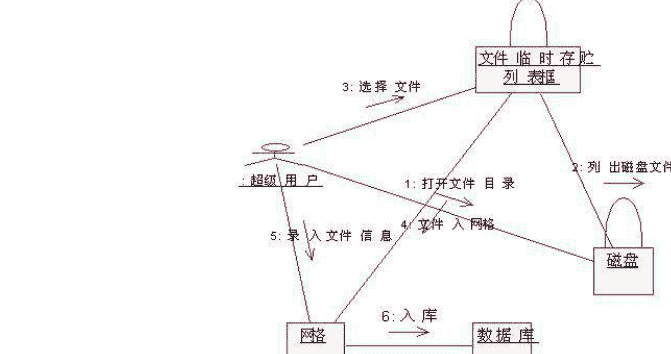 文件 临 时 存贮
列 表框
3: 选择 文件
2: 列 出磁盘文件
: 超级 用 户
1: 打开文件 目 录
4: 文件 入 网格
5: 录 入 文件 信 息
磁盘
6: 入 库
网格
数据 库